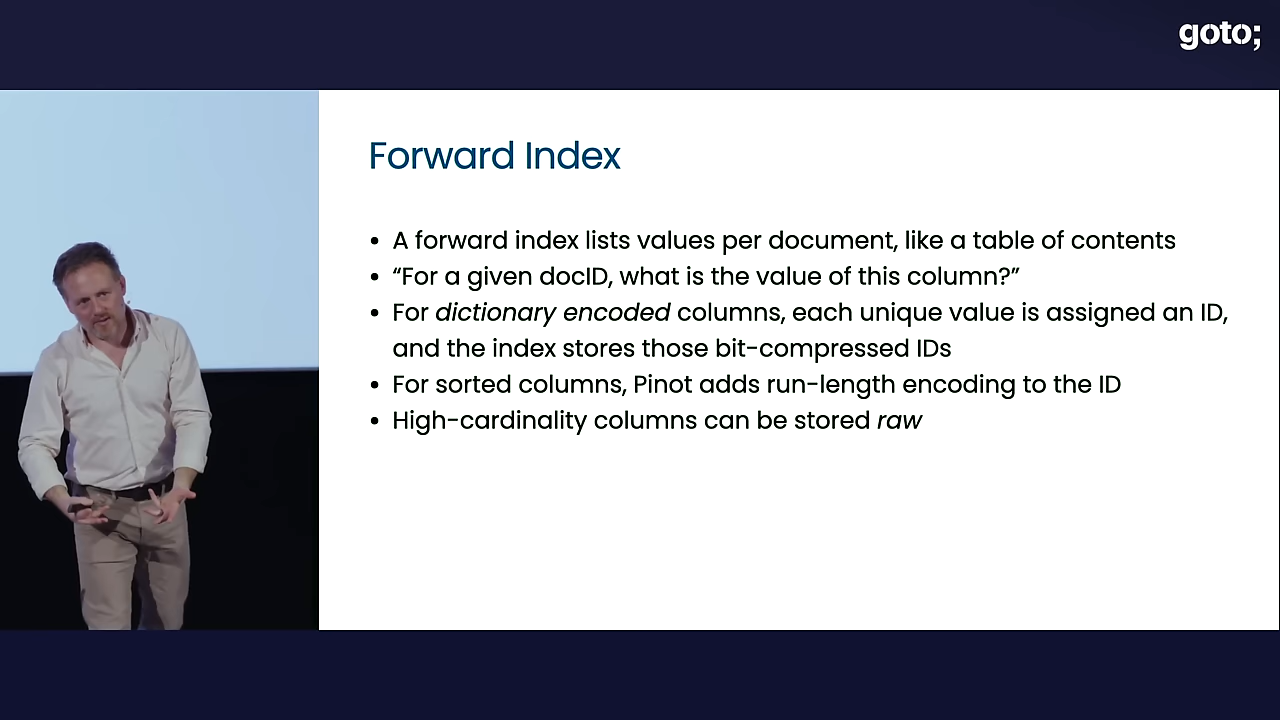 goto;
Forward Index
• A forward index lists values per document, like a table of contents
• “For a given docID, what is the value of this column?”
• For dictionary encoded columns, each unique value is assigned an ID,
and the index stores those bit-compressed IDs
• For sorted columns, Pinot adds run-length encoding to the ID
• High-cardinality columns can be stored raw